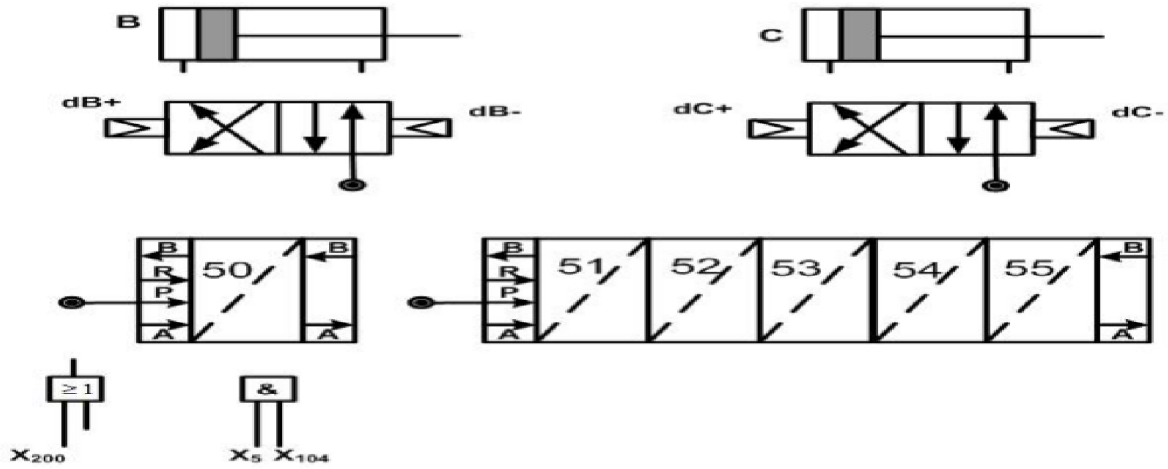 B C
dB+ dB- dC+ dC-
B B B B
R 50 R 51 52 53 54 55
P P
A A A A
≥1 &
X200 X5 X104